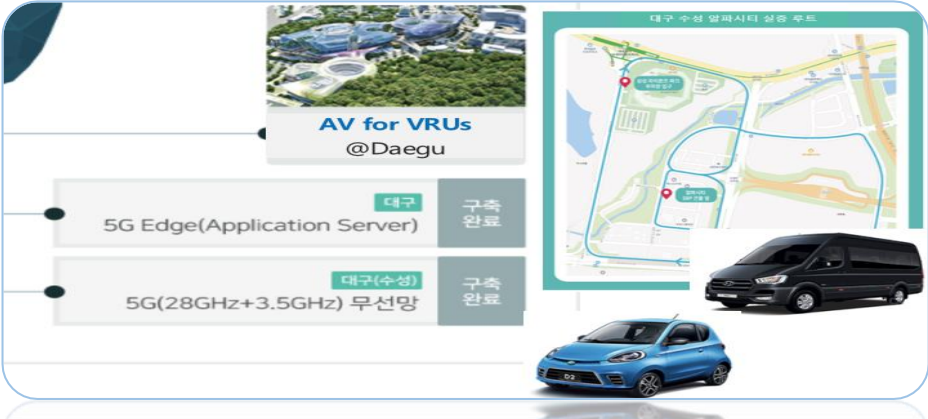 대구 수성 알파시티 실증 루트
AV for VRUs
@Daegu
대구
5G Edge(Application Server)
구축
완료
대구(수성)
5G(28GHz+3.5GHz) 무선망
구축
완료
D2